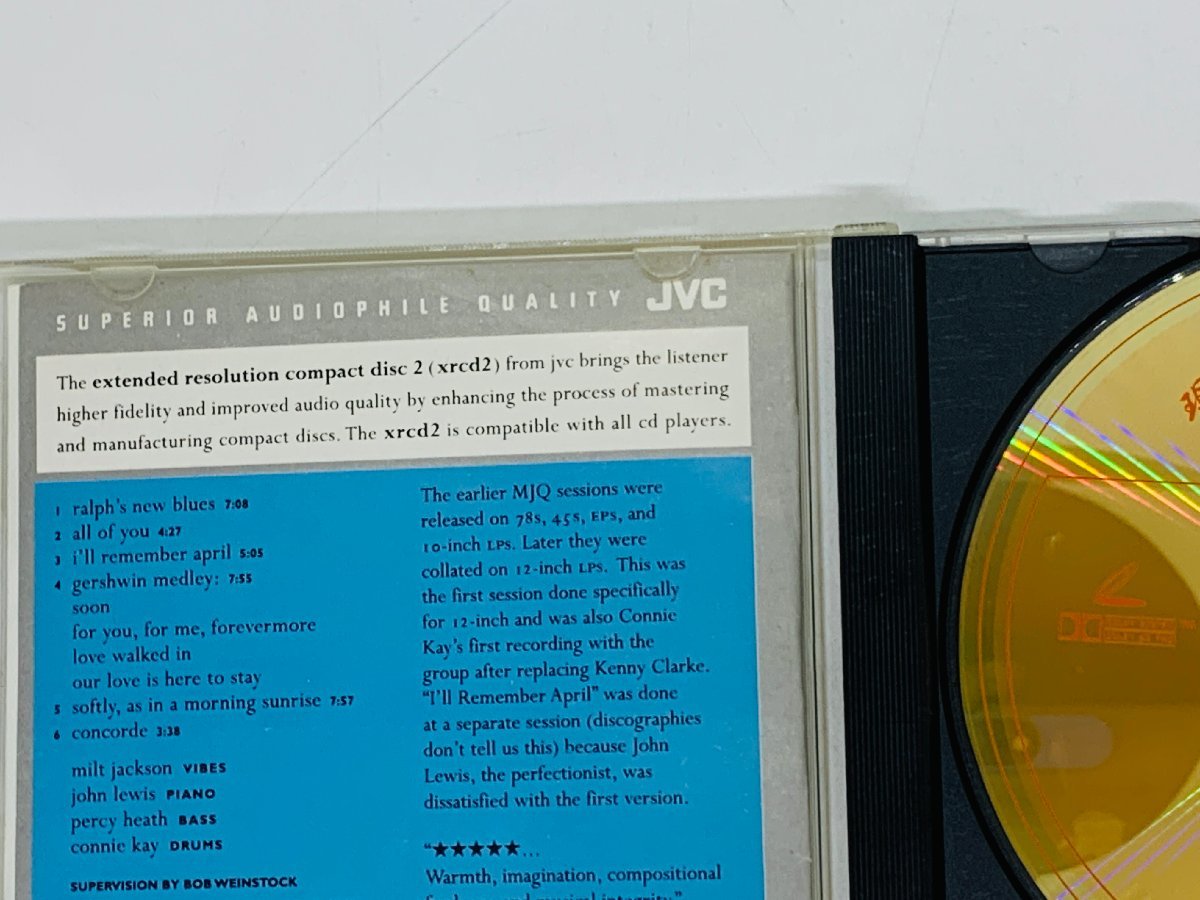 SUPERIOR AUDIOPHILE QUALITY JVC
The extended resolution compact disc 2 (xrcd2) from jvc brings the listener
higher fidelity and improved audio quality by enhancing the process of mastering
and manufacturing compact discs. The xrcd2 is compatible with all cd players.
1 ralph's new blues 7:08
2 all of you 4:27
3 i'll remember april 5:05
4 gershwin medley: 7:55
soon
for you, for me, forevermore
love walked in
our love is here to stay
5 softly, as in a morning sunrise 7:57
6 concorde 3:38
milt jackson VIBES
john lewis PIANO
percy heath BASS
connie kay DRUMS
SUPERVISION BY BOB WEINSTOCK
The earlier MJQ sessions were
released on 78s, 45s, EPS, and
10-inch LPS. Later they were
collated on 12-inch LPS. This was
the first session done specifically
for 12-inch and was also Connie
Kay's first recording with the
group after replacing Kenny Clarke.
"I'll Remember April" was done
at a separate session (discographies
don't tell us this) because John
Lewis, the perfectionist, was
dissatisfied with the first version.
"★★★★★...
Warmth, imagination, compositional